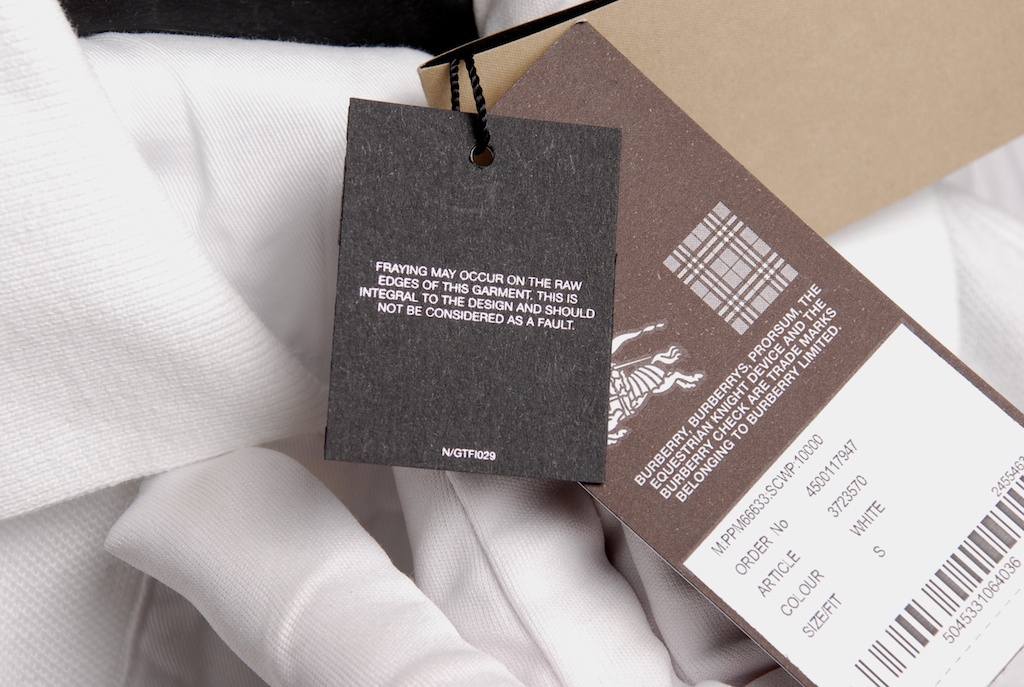 FRAYING MAY OCCUR ON THE RAW
EDGES OF THIS GARMENT. THIS IS
INTEGRAL TO THE DESIGN AND SHOULD
NOT BE CONSIDERED AS A FAULT.
N/GTFI029
BURBERRY, BURBERRYS, PRORSUM, THE
EQUESTRIAN KNIGHT DEVICE AND THE
BURBERRY CHECK ARE TRADE MARKS
BELONGING TO BURBERRY LIMITED.
M.PPM66633.SCWP.10000
ORDER No 4500117947
ARTICLE 3723570
COLOUR WHITE
SIZE/FIT S
5045331064036